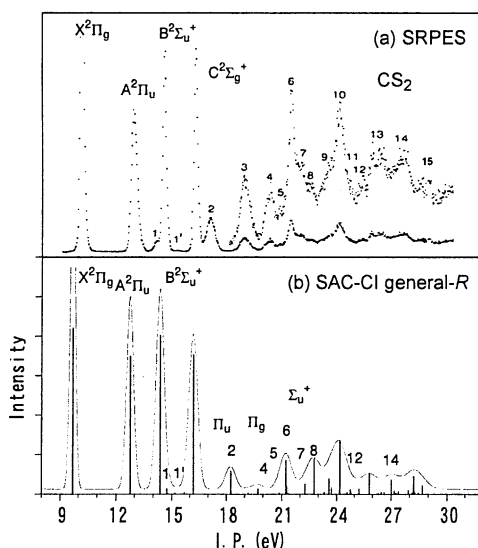 X²Πg
B²Σu⁺
(a) SRPES
C²Σg⁺
CS₂
A²Πu
6
10
7
9
13
14
3
4
8
11
12
15
5
2
1
1'
X²Πg
A²Πu
B²Σu⁺
(b) SAC-CI general-R
Σu⁺
Πu
Πg
6
2
5
7
8
12
14
4
1
1'
Intensity
9 12 15 18 21 24 27 30
I. P. (eV)